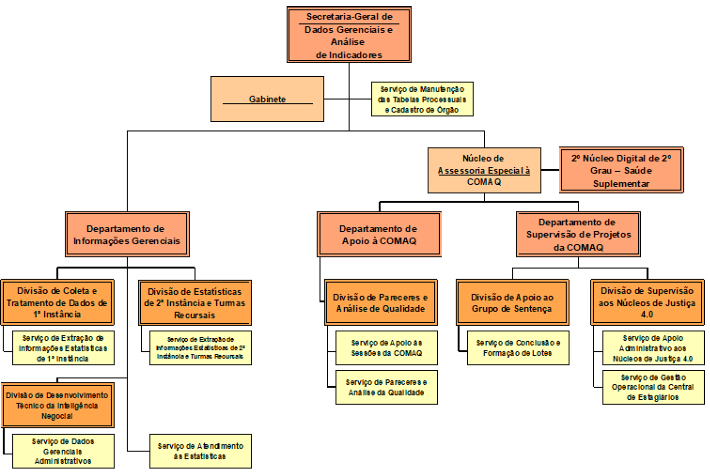 Secretaria-Geral de
Dados Gerenciais e
Análise
de Indicadores
Gabinete
Serviço de Manutenção
das Tabelas Processuais
e Cadastro de Órgão
Núcleo de
Assessoria Especial à
COMAQ
2º Núcleo Digital de 2º
Grau – Saúde
Suplementar
Departamento de
Informações Gerenciais
Departamento de
Apoio à COMAQ
Departamento de
Supervisão de Projetos
da COMAQ
Divisão de Coleta e
Tratamento de Dados de
1ª Instância
Divisão de Estatísticas
de 2ª Instância e Turmas
Recursais
Divisão de Pareceres e
Análise de Qualidade
Divisão de Apoio ao
Grupo de Sentença
Divisão de Supervisão
aos Núcleos de Justiça
4.0
Serviço de Extração de
Informações Estatísticas
de 1ª Instância
Serviço de Extração de
Informações Estatísticas de 2ª
Instância e Turmas Recursais
Serviço de Apoio às
Sessões da COMAQ
Serviço de Conclusão e
Formação de Lotes
Serviço de Apoio
Administrativo aos
Núcleos de Justiça 4.0
Serviço de Pareceres e
Análise da Qualidade
Serviço de Gestão
Operacional da Central
de Estagiários
Divisão de Desenvolvimento
Técnico da Inteligência
Negocial
Serviço de Dados
Gerenciais
Administrativos
Serviço de Atendimento
às Estatísticas